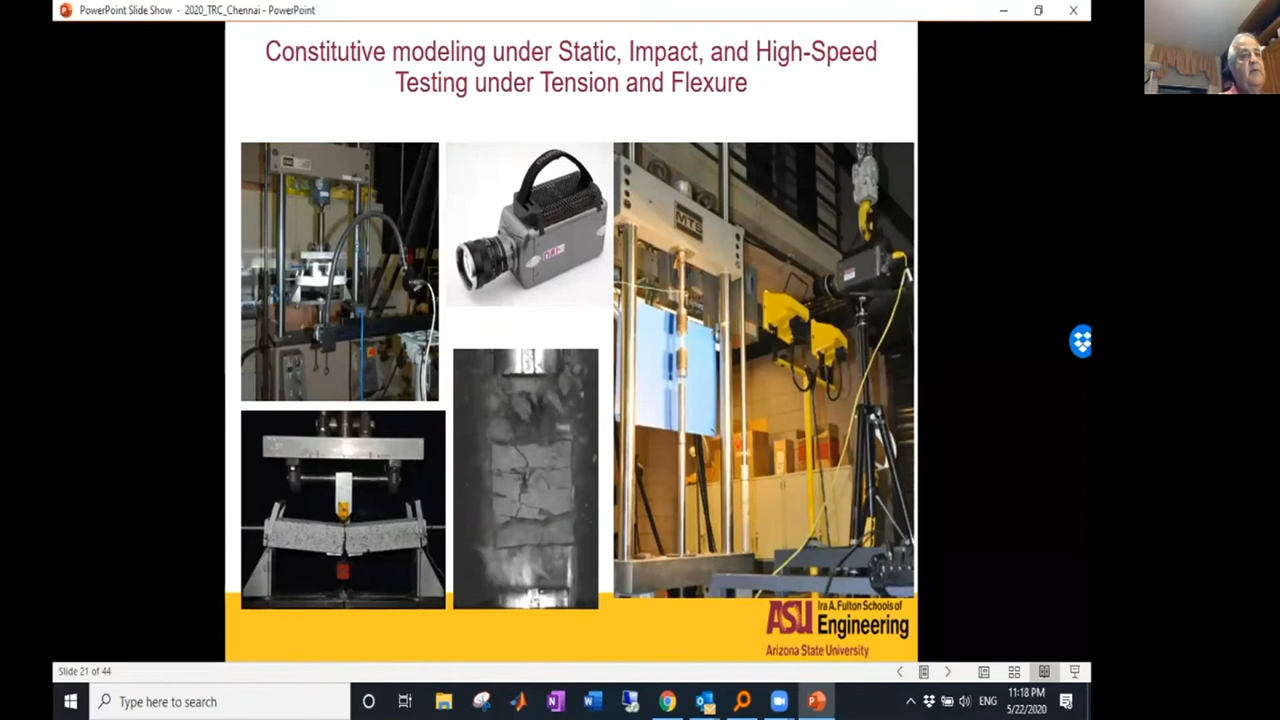 PowerPoint Slide Show - 2020_TRC_Chennai - PowerPoint
Constitutive modeling under Static, Impact, and High-Speed
Testing under Tension and Flexure
MTS
ASU Ira A. Fulton Schools of
Engineering
Arizona State University
Slide 21 of 44
Type here to search
ENG
11:18 PM
5/22/2020